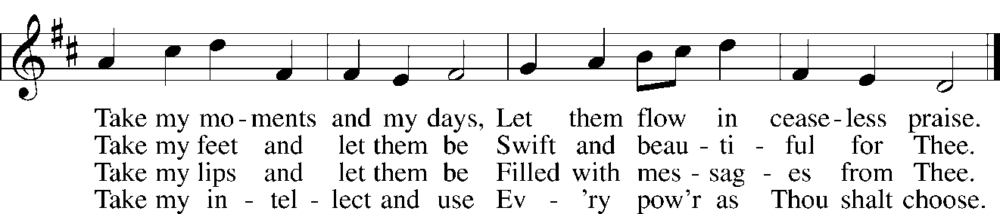 Take my mo - ments and my days, Let them flow in cease - less praise.
Take my feet and let them be Swift and beau - ti - ful for Thee.
Take my lips and let them be Filled with mes - sag - es from Thee.
Take my in - tel - lect and use Ev - 'ry pow'r as Thou shalt choose.